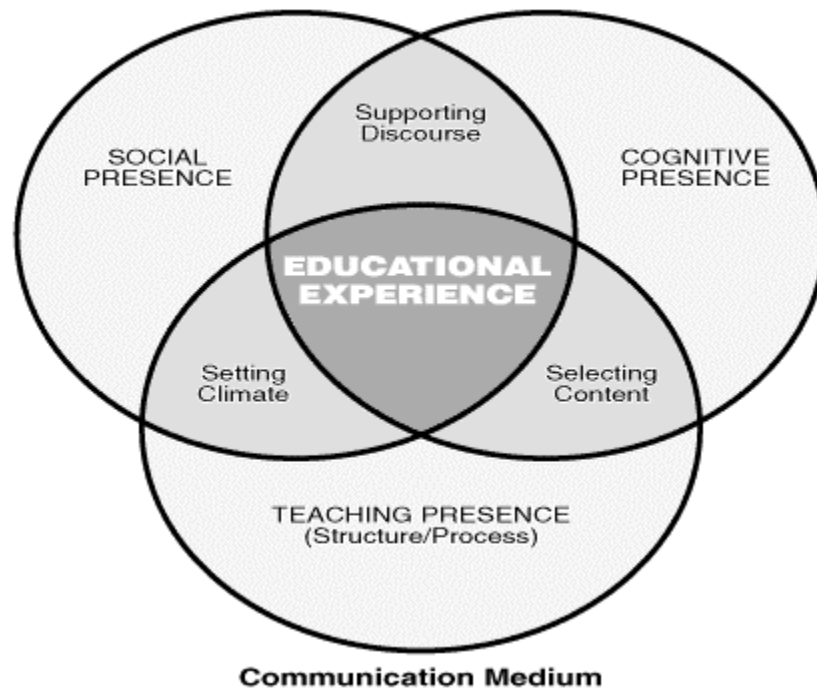 Supporting
Discourse
SOCIAL
PRESENCE
COGNITIVE
PRESENCE
EDUCATIONAL
EXPERIENCE
Setting
Climate
Selecting
Content
TEACHING PRESENCE
(Structure/Process)
Communication Medium